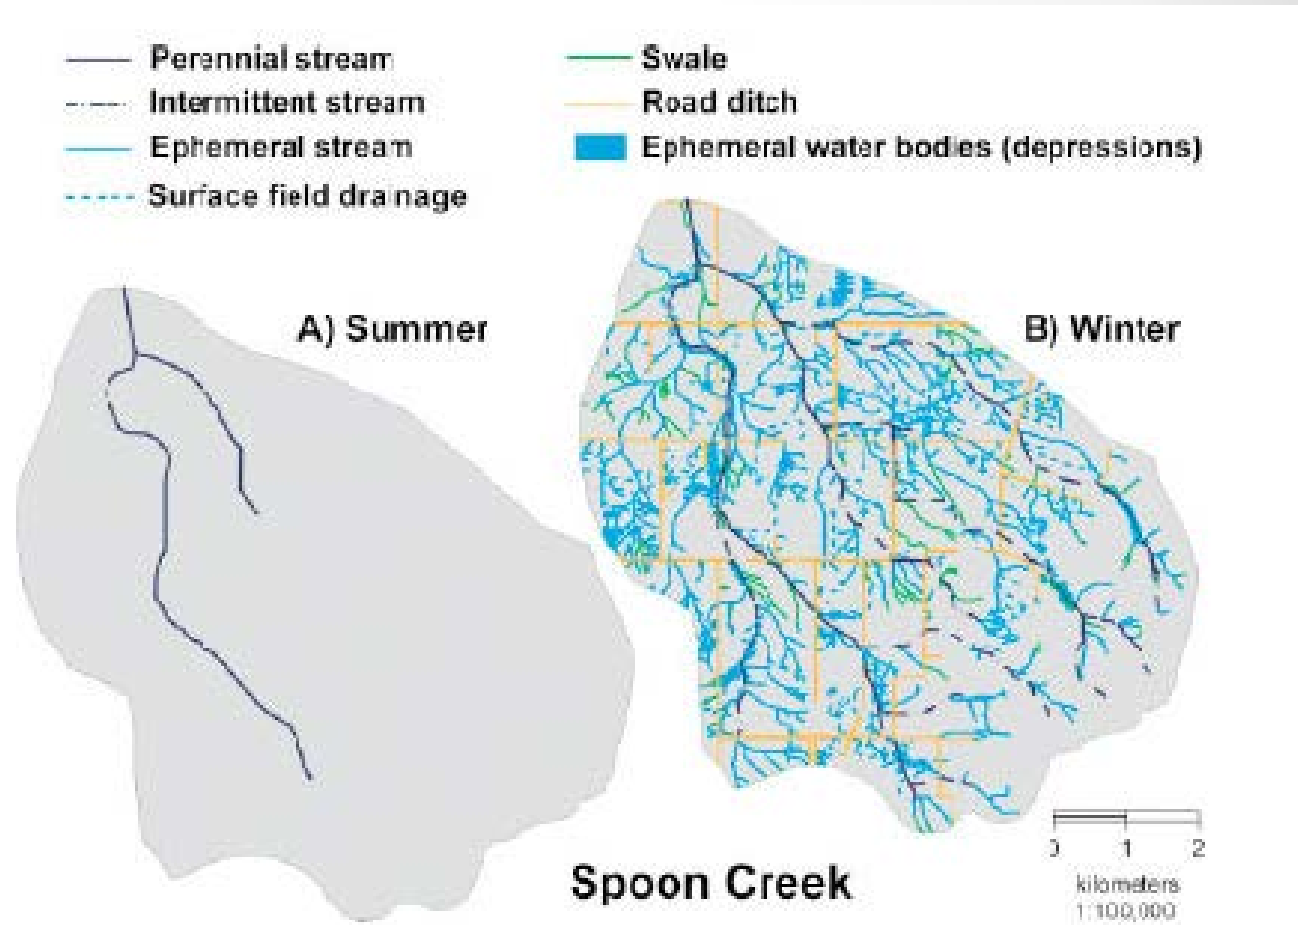 Perennial stream
Intermittent stream
Ephemeral stream
Surface field drainage
Swale
Road ditch
Ephemeral water bodies (depressions)
A) Summer
B) Winter
0 1 2
kilometers
1:100,000
Spoon Creek